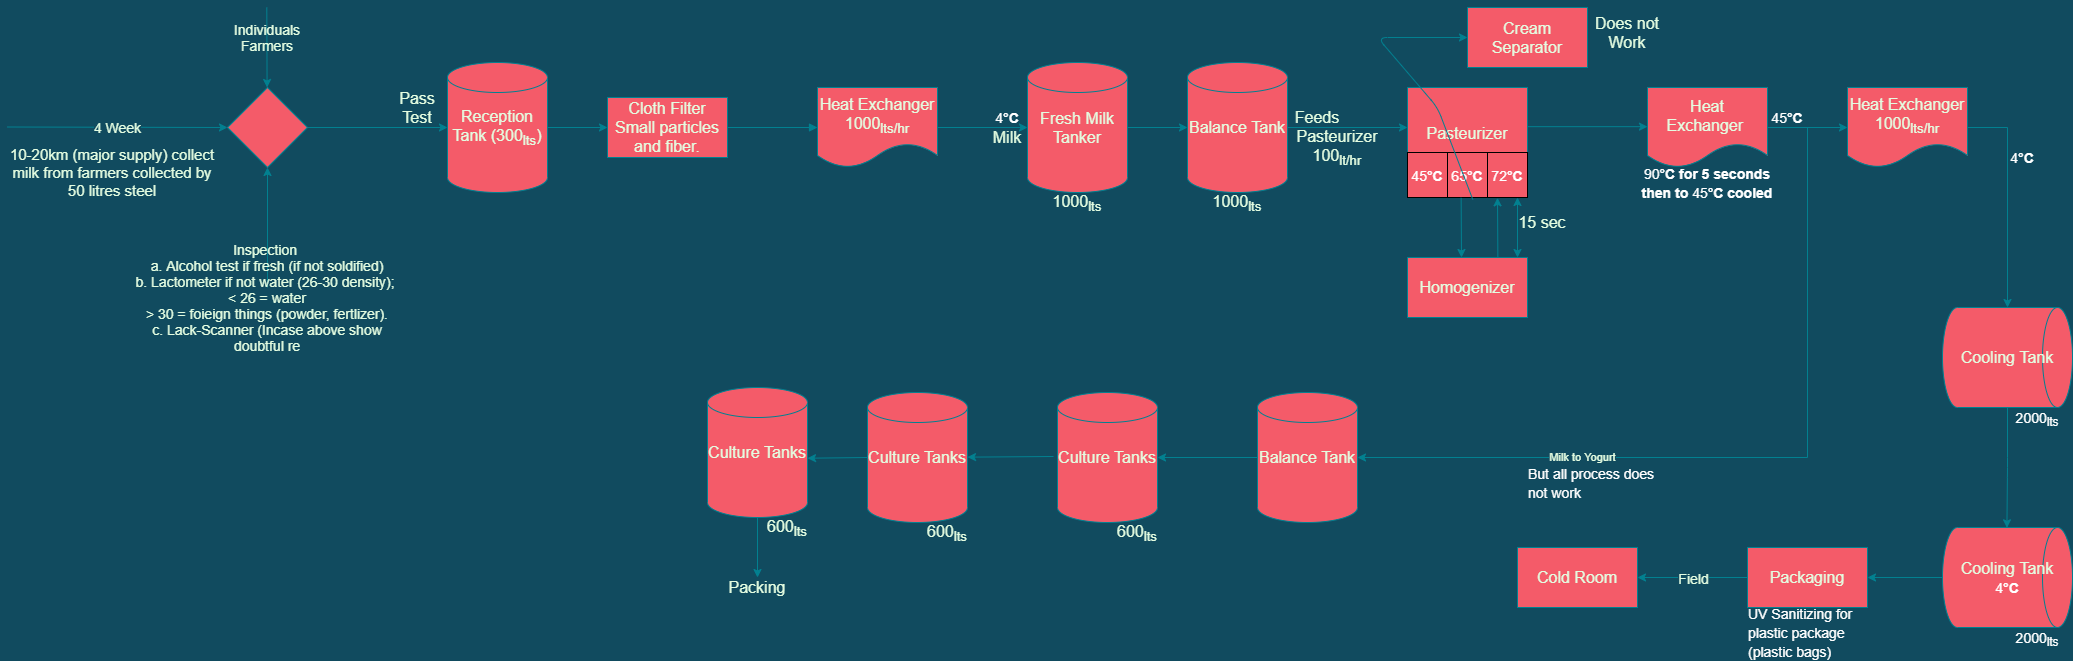 Individuals
Farmers
4 Week
10-20km (major supply) collect
milk from farmers collected by
50 litres steel
Inspection
a. Alcohol test if fresh (if not soldified)
b. Lactometer if not water (26-30 density);
< 26 = water
> 30 = foieign things (powder, fertlizer).
c. Lack-Scanner (Incase above show
doubtful re
Pass
Test
Reception
Tank (300lts)
Cloth Filter
Small particles
and fiber.
Heat Exchanger
1000lts/hr
4°C
Milk
Fresh Milk
Tanker
1000lts
Balance Tank
1000lts
Feeds
Pasteurizer
100lt/hr
Cream
Separator
Does not
Work
Pasteurizer
45°C
65°C
72°C
15 sec
Homogenizer
Heat
Exchanger
90°C for 5 seconds
then to 45°C cooled
45°C
Heat Exchanger
1000lts/hr
4°C
Cooling Tank
2000lts
Cooling Tank
4°C
2000lts
Packaging
UV Sanitizing for
plastic package
(plastic bags)
Field
Cold Room
Milk to Yogurt
But all process does
not work
Balance Tank
Culture Tanks
600lts
Culture Tanks
600lts
Culture Tanks
600lts
Packing